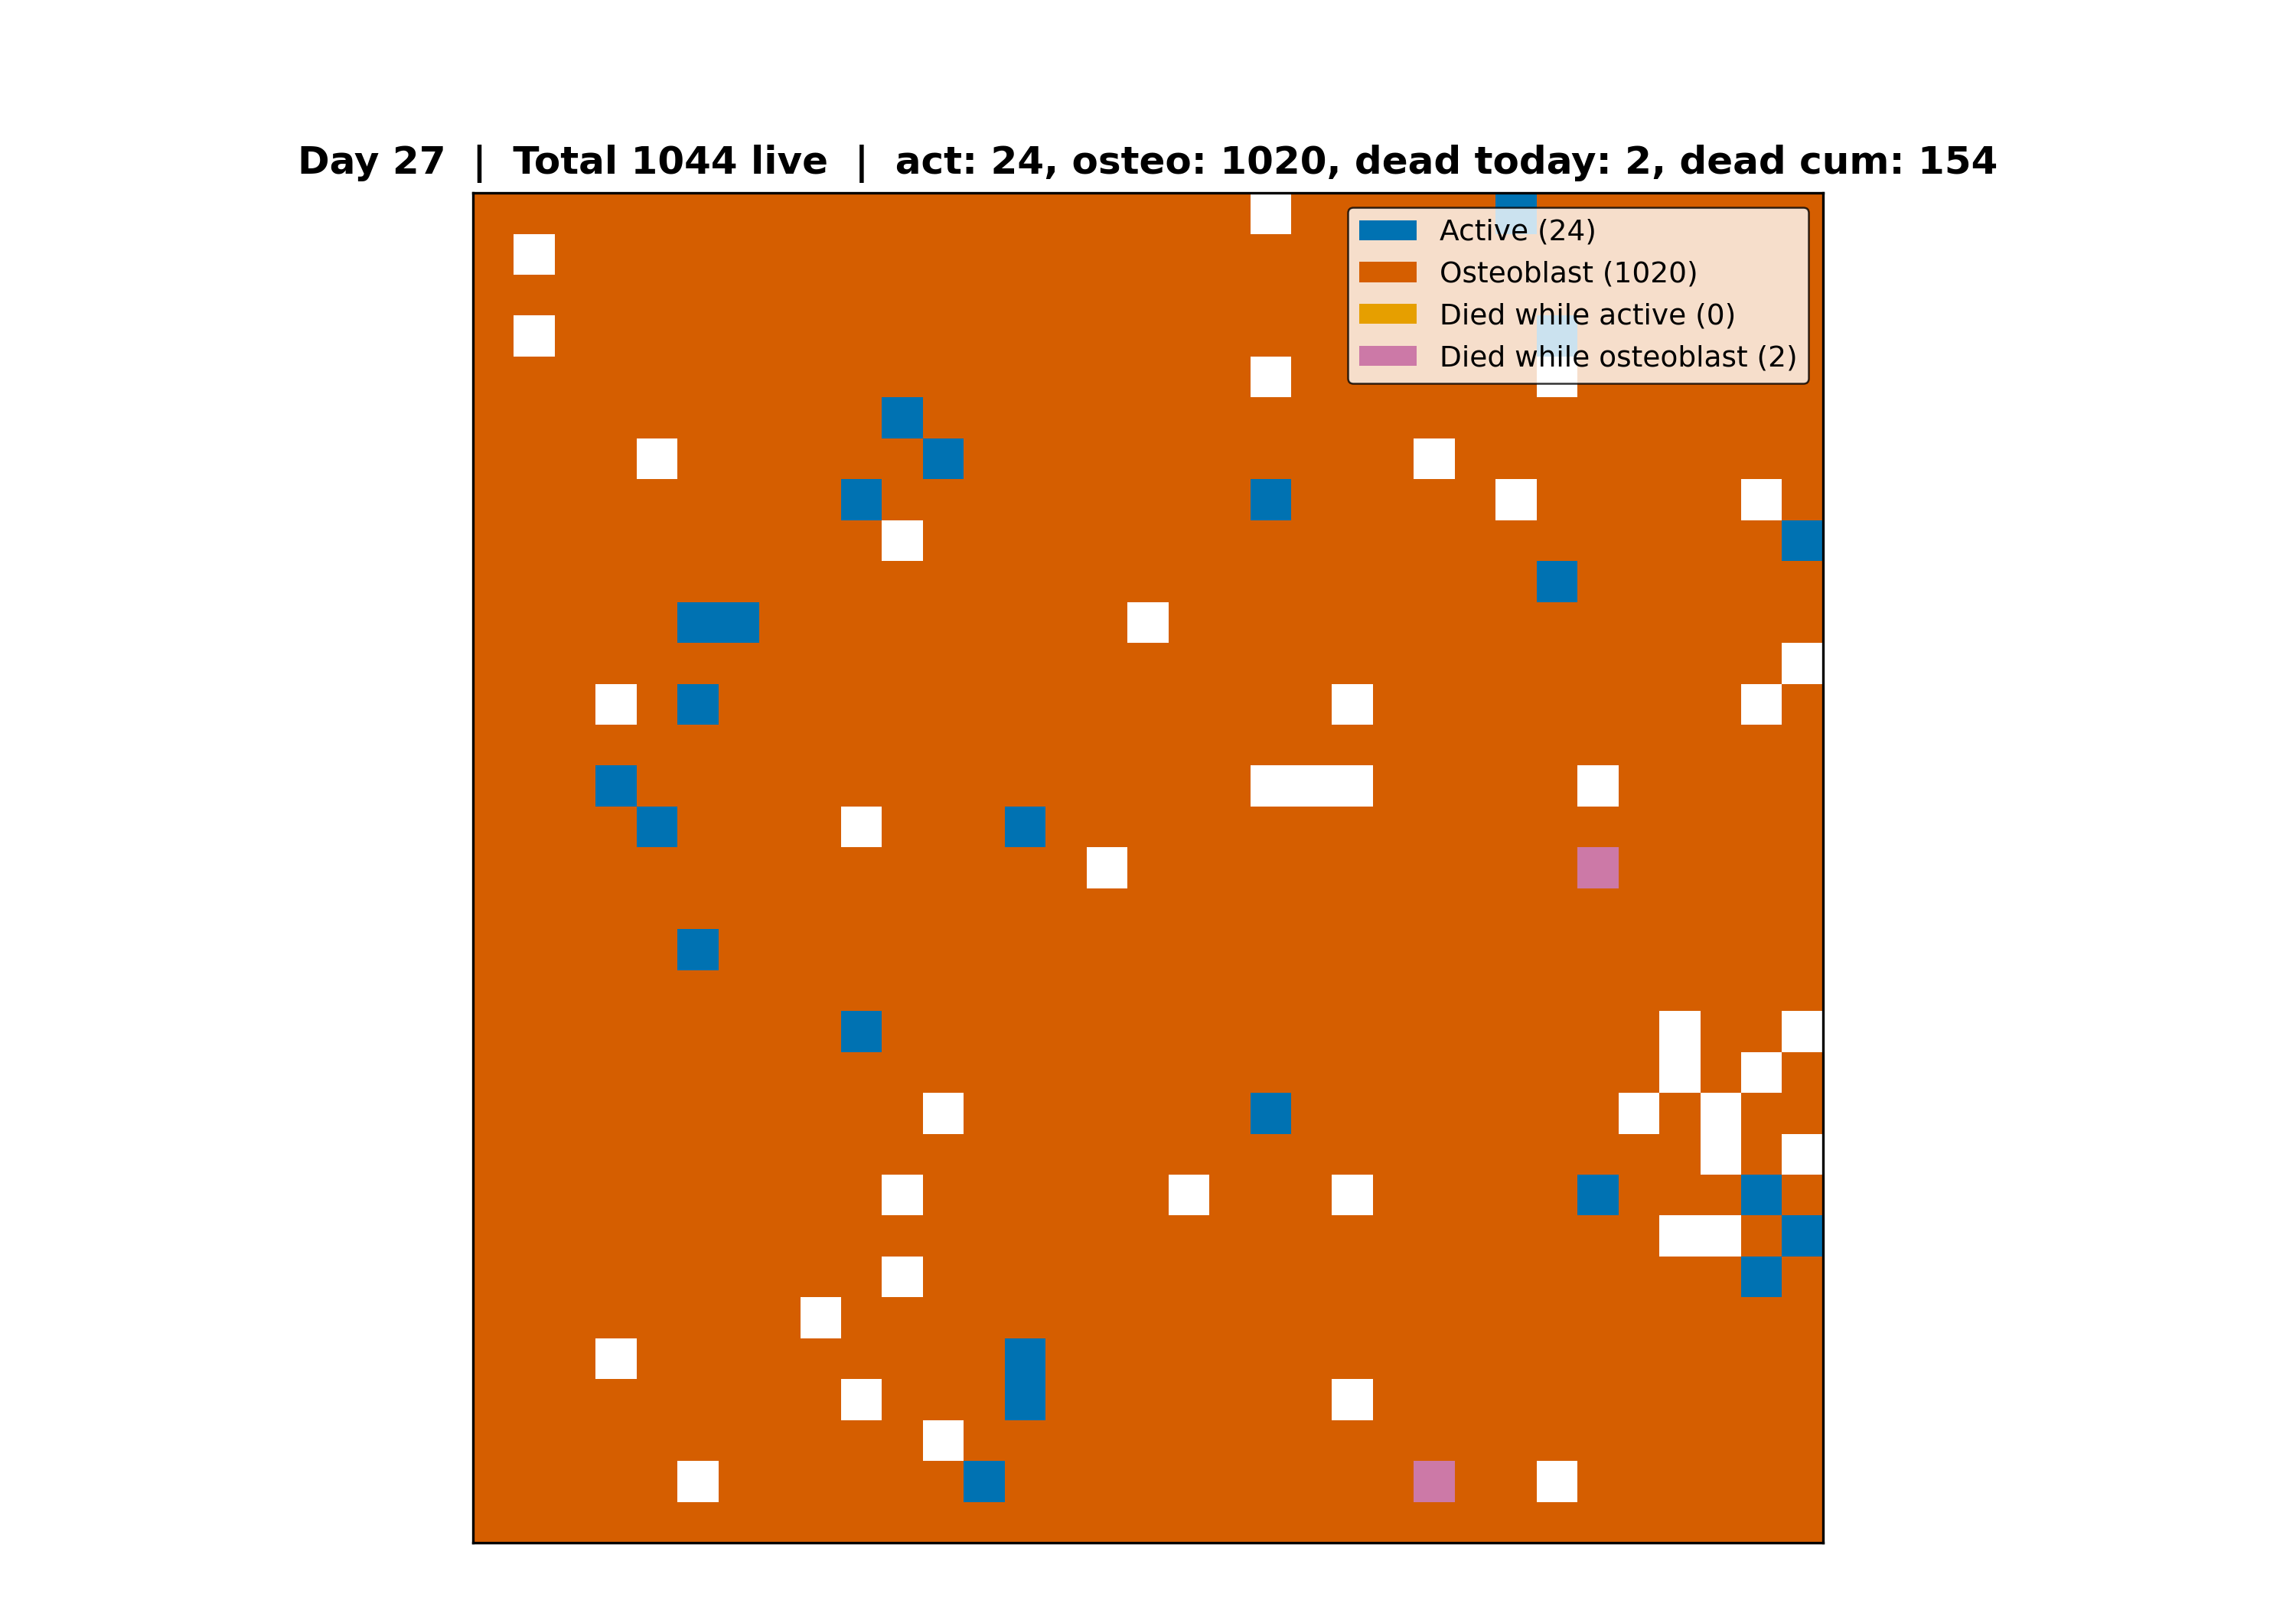 Day 27 | Total 1044 live | act: 24, osteo: 1020, dead today: 2, dead cum: 154
Active (24)
Osteoblast (1020)
Died while active (0)
Died while osteoblast (2)